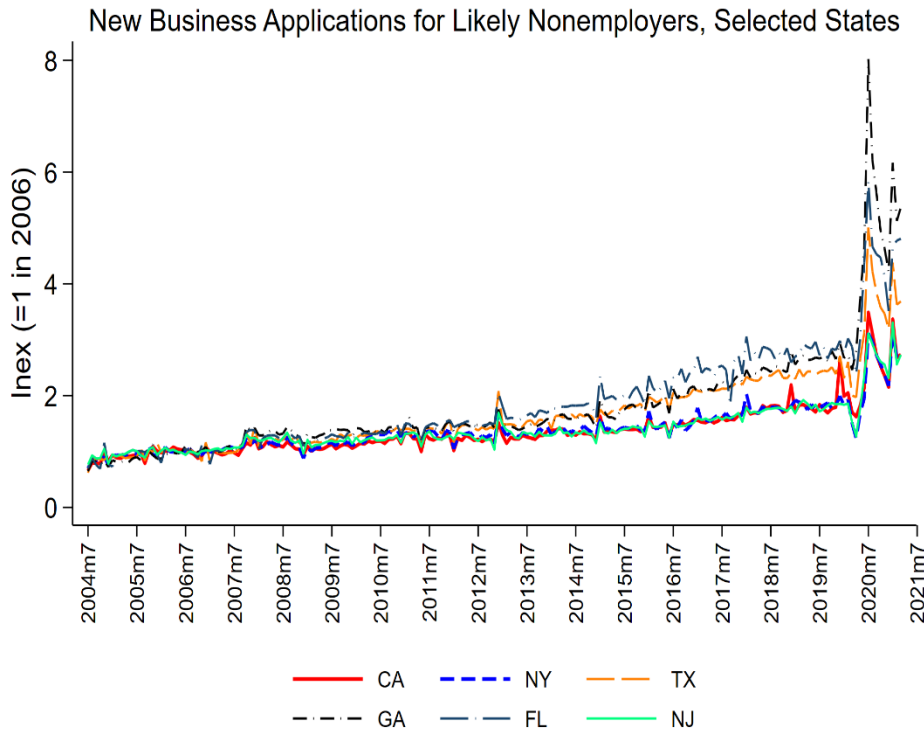 New Business Applications for Likely Nonemployers, Selected States
Inex (=1 in 2006)
8
6
4
2
0
2004m7
2005m7
2006m7
2007m7
2008m7
2009m7
2010m7
2011m7
2012m7
2013m7
2014m7
2015m7
2016m7
2017m7
2018m7
2019m7
2020m7
2021m7
CA NY TX
GA FL NJ